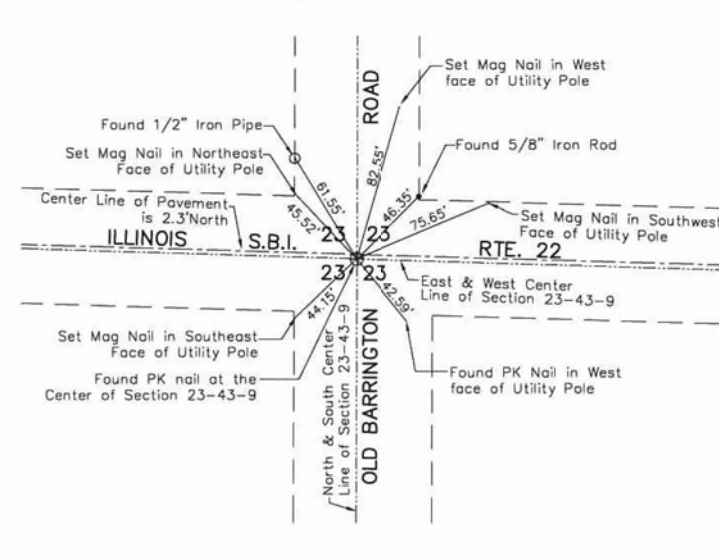 Set Mag Nail in West
face of Utility Pole
ROAD
Found 1/2" Iron Pipe
Set Mag Nail in Northeast
Face of Utility Pole
82.55'
Found 5/8" Iron Rod
61.55'
46.35'
Center Line of Pavement
is 2.3'North
45.52'
75.65'
Set Mag Nail in Southwest
Face of Utility Pole
ILLINOIS S.B.I. 23 23 RTE. 22
23 23
East & West Center
Line of Section 23-43-9
44.15'
42.59'
Set Mag Nail in Southeast
Face of Utility Pole
Found PK nail at the
Center of Section 23-43-9
Found PK Nail in West
face of Utility Pole
North & South Center
Line of Section 23-43-9
OLD BARRINGTON